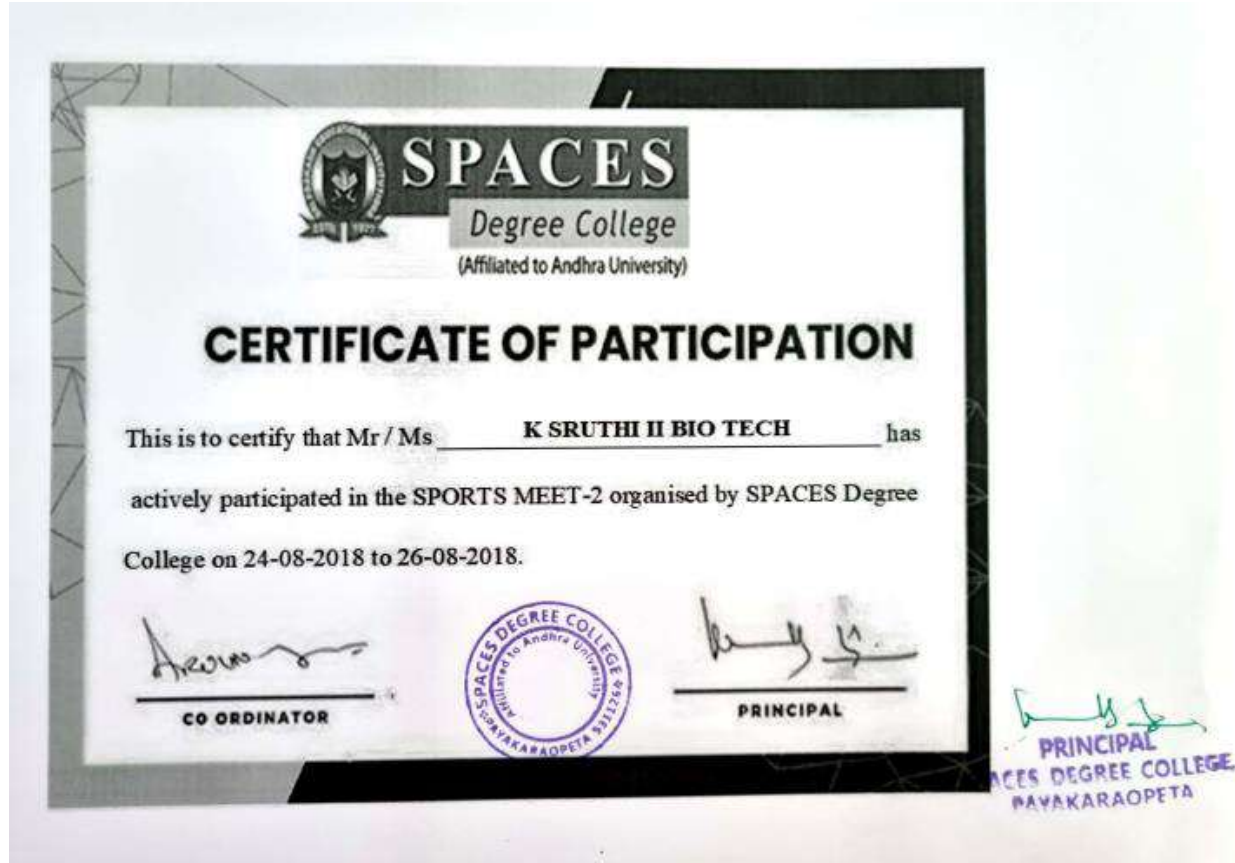 SPACES
Degree College
(Affiliated to Andhra University)
CERTIFICATE OF PARTICIPATION
This is to certify that Mr / Ms K SRUTHI II BIO TECH has
actively participated in the SPORTS MEET-2 organised by SPACES Degree
College on 24-08-2018 to 26-08-2018.
CO ORDINATOR
SPACES DEGREE COLLEGE
Affiliated to Andhra University
PAYAKARAOPETA 531126
PRINCIPAL
PRINCIPAL
ACES DEGREE COLLEGE
PAYAKARAOPETA